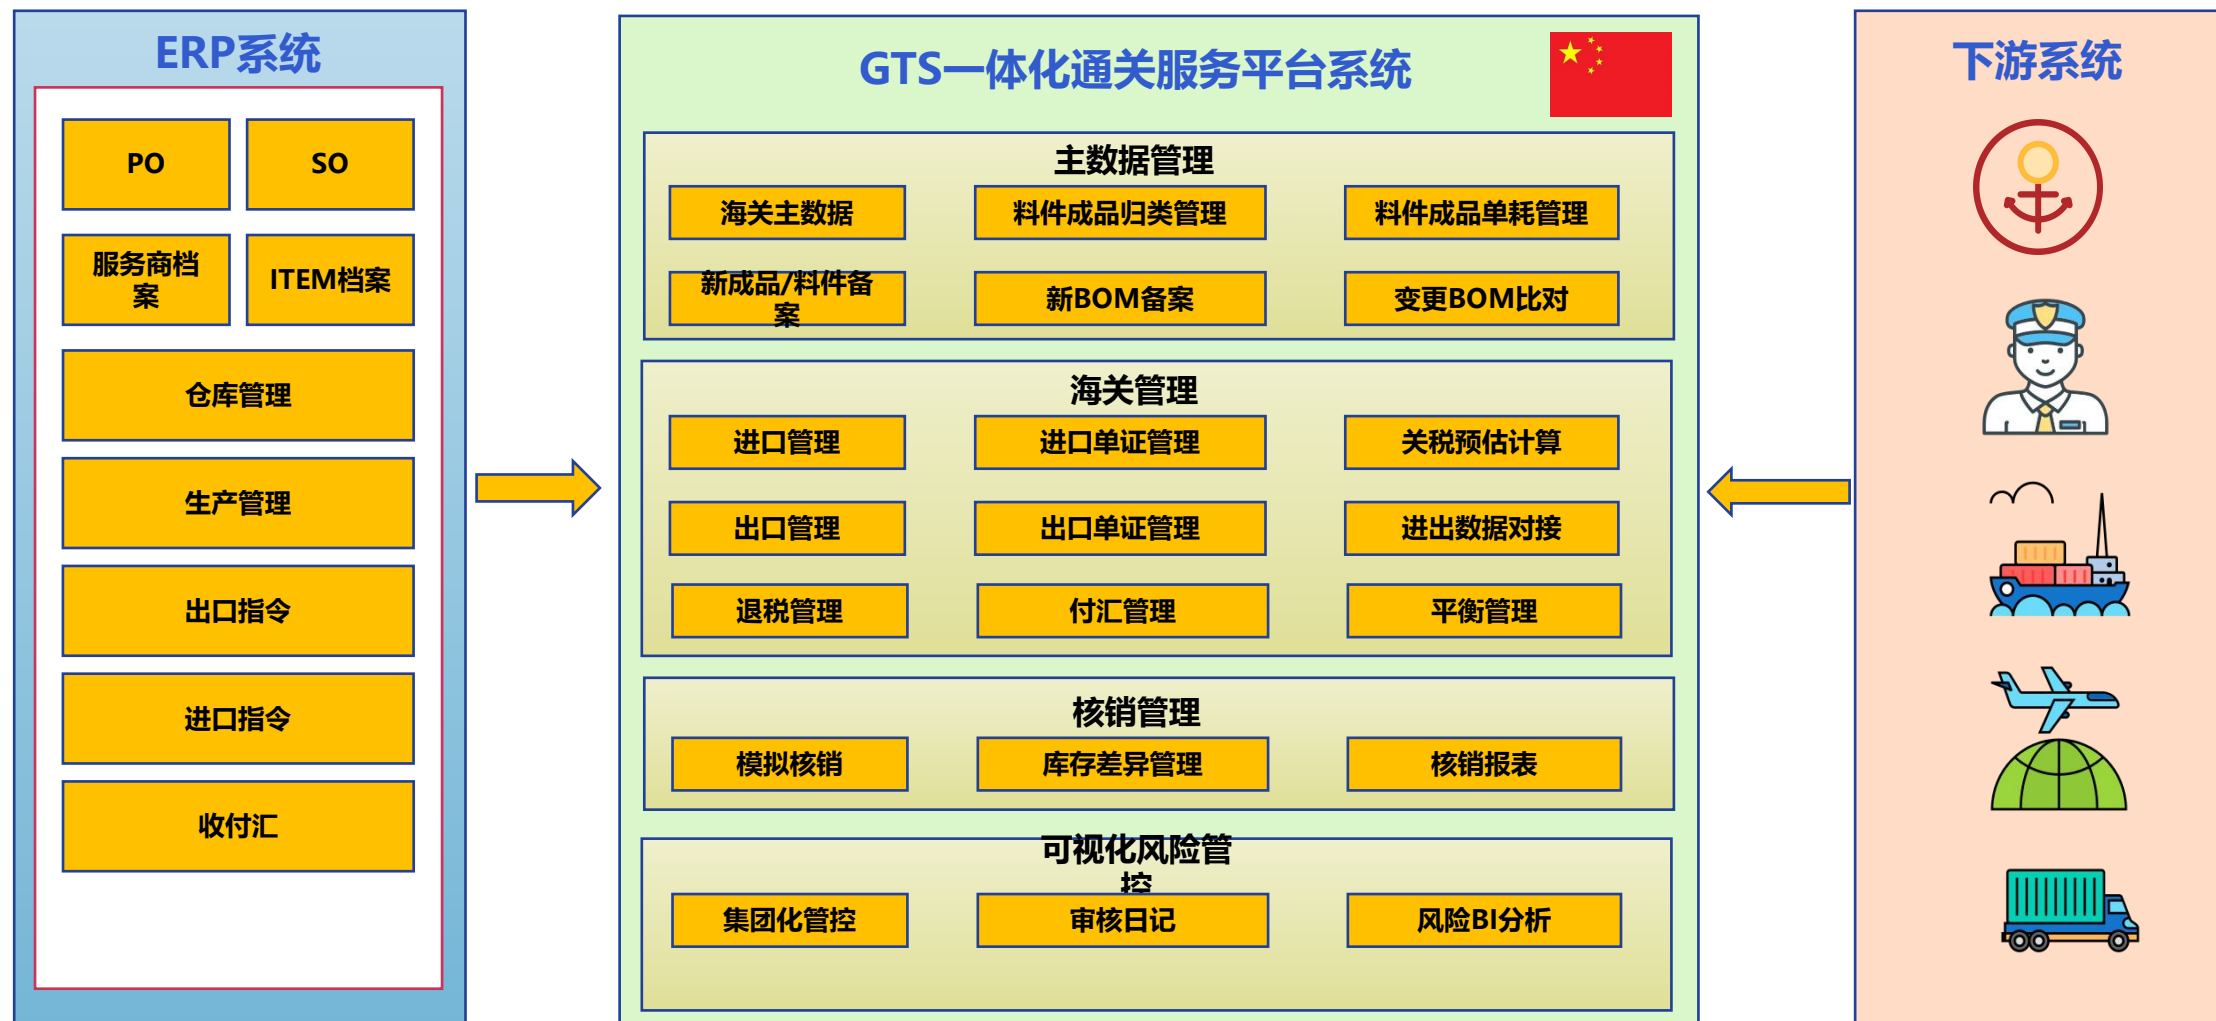 ERP系统
PO
SO
服务商档
案
ITEM档案
仓库管理
生产管理
出口指令
进口指令
收付汇
GTS一体化通关服务平台系统
主数据管理
海关主数据
料件成品归类管理
料件成品单耗管理
新成品/料件备
案
新BOM备案
变更BOM比对
海关管理
进口管理
进口单证管理
关税预估计算
出口管理
出口单证管理
进出数据对接
退税管理
付汇管理
平衡管理
核销管理
模拟核销
库存差异管理
核销报表
可视化风险管
控
集团化管控
审核日记
风险BI分析
下游系统